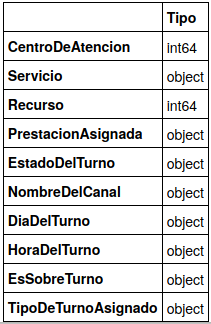 Tipo
CentroDeAtencion int64
Servicio object
Recurso int64
PrestacionAsignada object
EstadoDelTurno object
NombreDelCanal object
DiaDelTurno object
HoraDelTurno object
EsSobreTurno object
TipoDeTurnoAsignado object